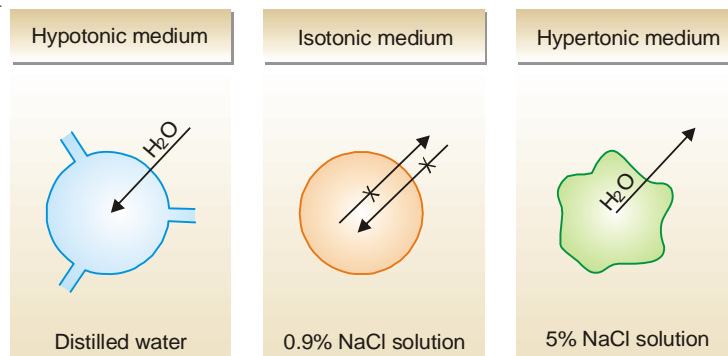 Hypotonic medium
Isotonic medium
Hypertonic medium
H₂O
X
X
H₂O
Distilled water
0.9% NaCl solution
5% NaCl solution